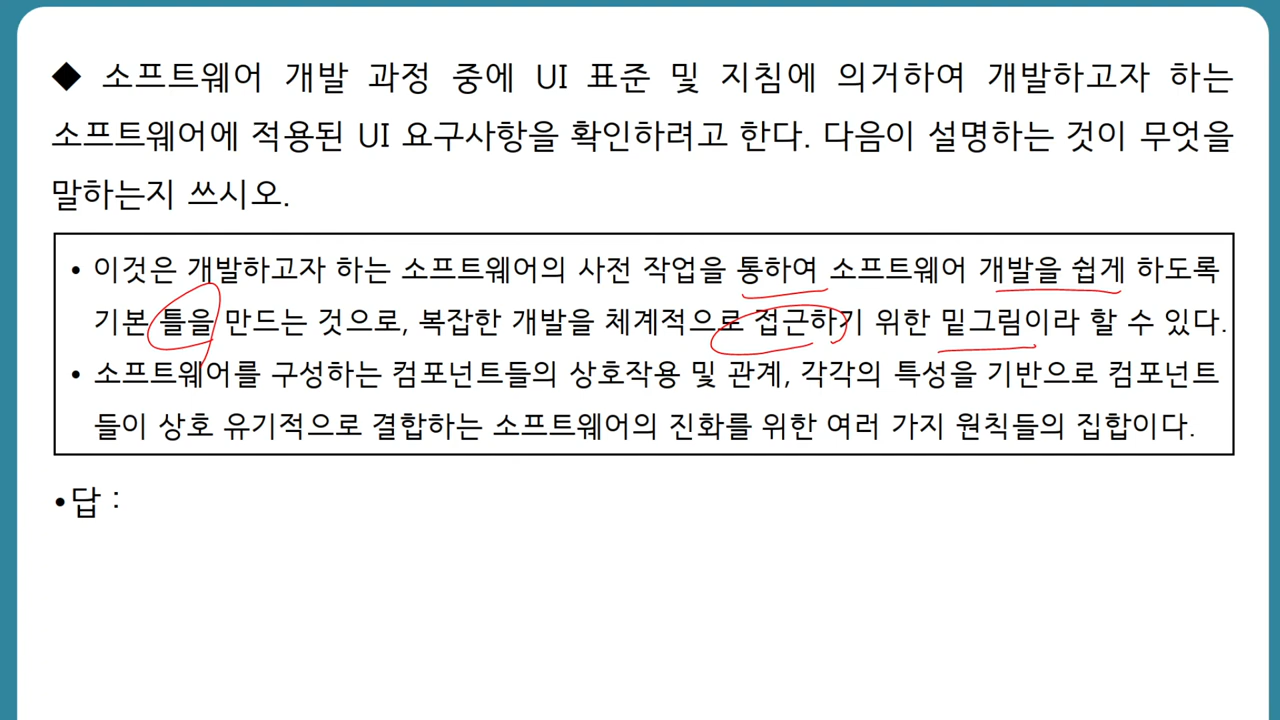 ◆ 소프트웨어 개발 과정 중에 UI 표준 및 지침에 의거하여 개발하고자 하는
소프트웨어에 적용된 UI 요구사항을 확인하려고 한다. 다음이 설명하는 것이 무엇을
말하는지 쓰시오.
• 이것은 개발하고자 하는 소프트웨어의 사전 작업을 통하여 소프트웨어 개발을 쉽게 하도록
기본 틀을 만드는 것으로, 복잡한 개발을 체계적으로 접근하기 위한 밑그림이라 할 수 있다.
• 소프트웨어를 구성하는 컴포넌트들의 상호작용 및 관계, 각각의 특성을 기반으로 컴포넌트
들이 상호 유기적으로 결합하는 소프트웨어의 진화를 위한 여러 가지 원칙들의 집합이다.
•답 :